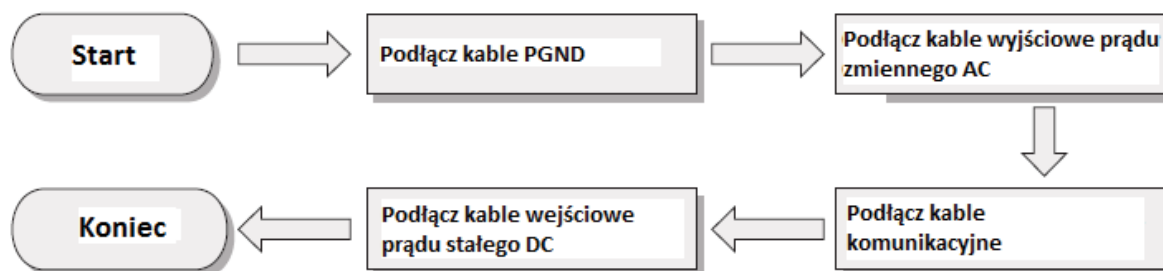 Start
Podłącz kable PGND
Podłącz kable wyjściowe prądu
zmiennego AC
Podłącz kable
komunikacyjne
Podłącz kable wejściowe
prądu stałego DC
Koniec